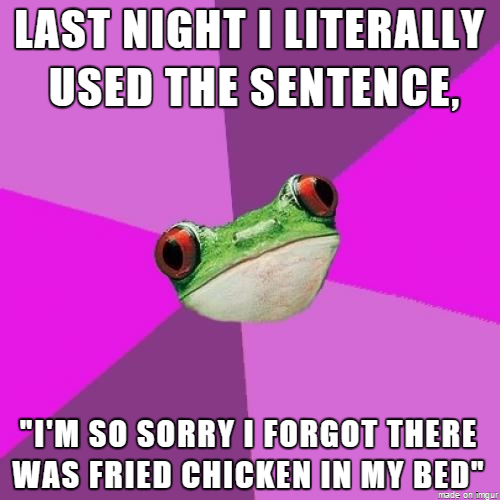 LAST NIGHT I LITERALLY
USED THE SENTENCE,
"I'M SO SORRY I FORGOT THERE
WAS FRIED CHICKEN IN MY BED"
made on imgur